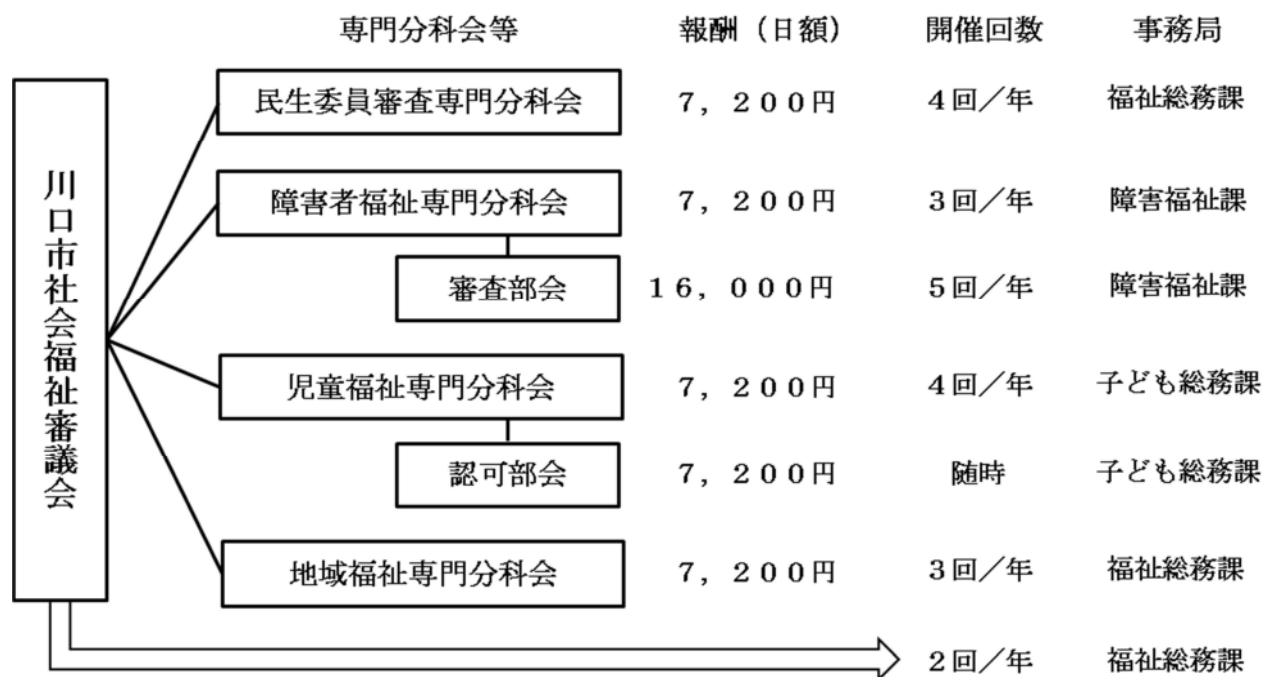 専門分科会等 報酬（日額） 開催回数 事務局
川口市社会福祉審議会
民生委員審査専門分科会 ７，２００円 ４回／年 福祉総務課
障害者福祉専門分科会 ７，２００円 ３回／年 障害福祉課
審査部会 １６，０００円 ５回／年 障害福祉課
児童福祉専門分科会 ７，２００円 ４回／年 子ども総務課
認可部会 ７，２００円 随時 子ども総務課
地域福祉専門分科会 ７，２００円 ３回／年 福祉総務課
２回／年 福祉総務課